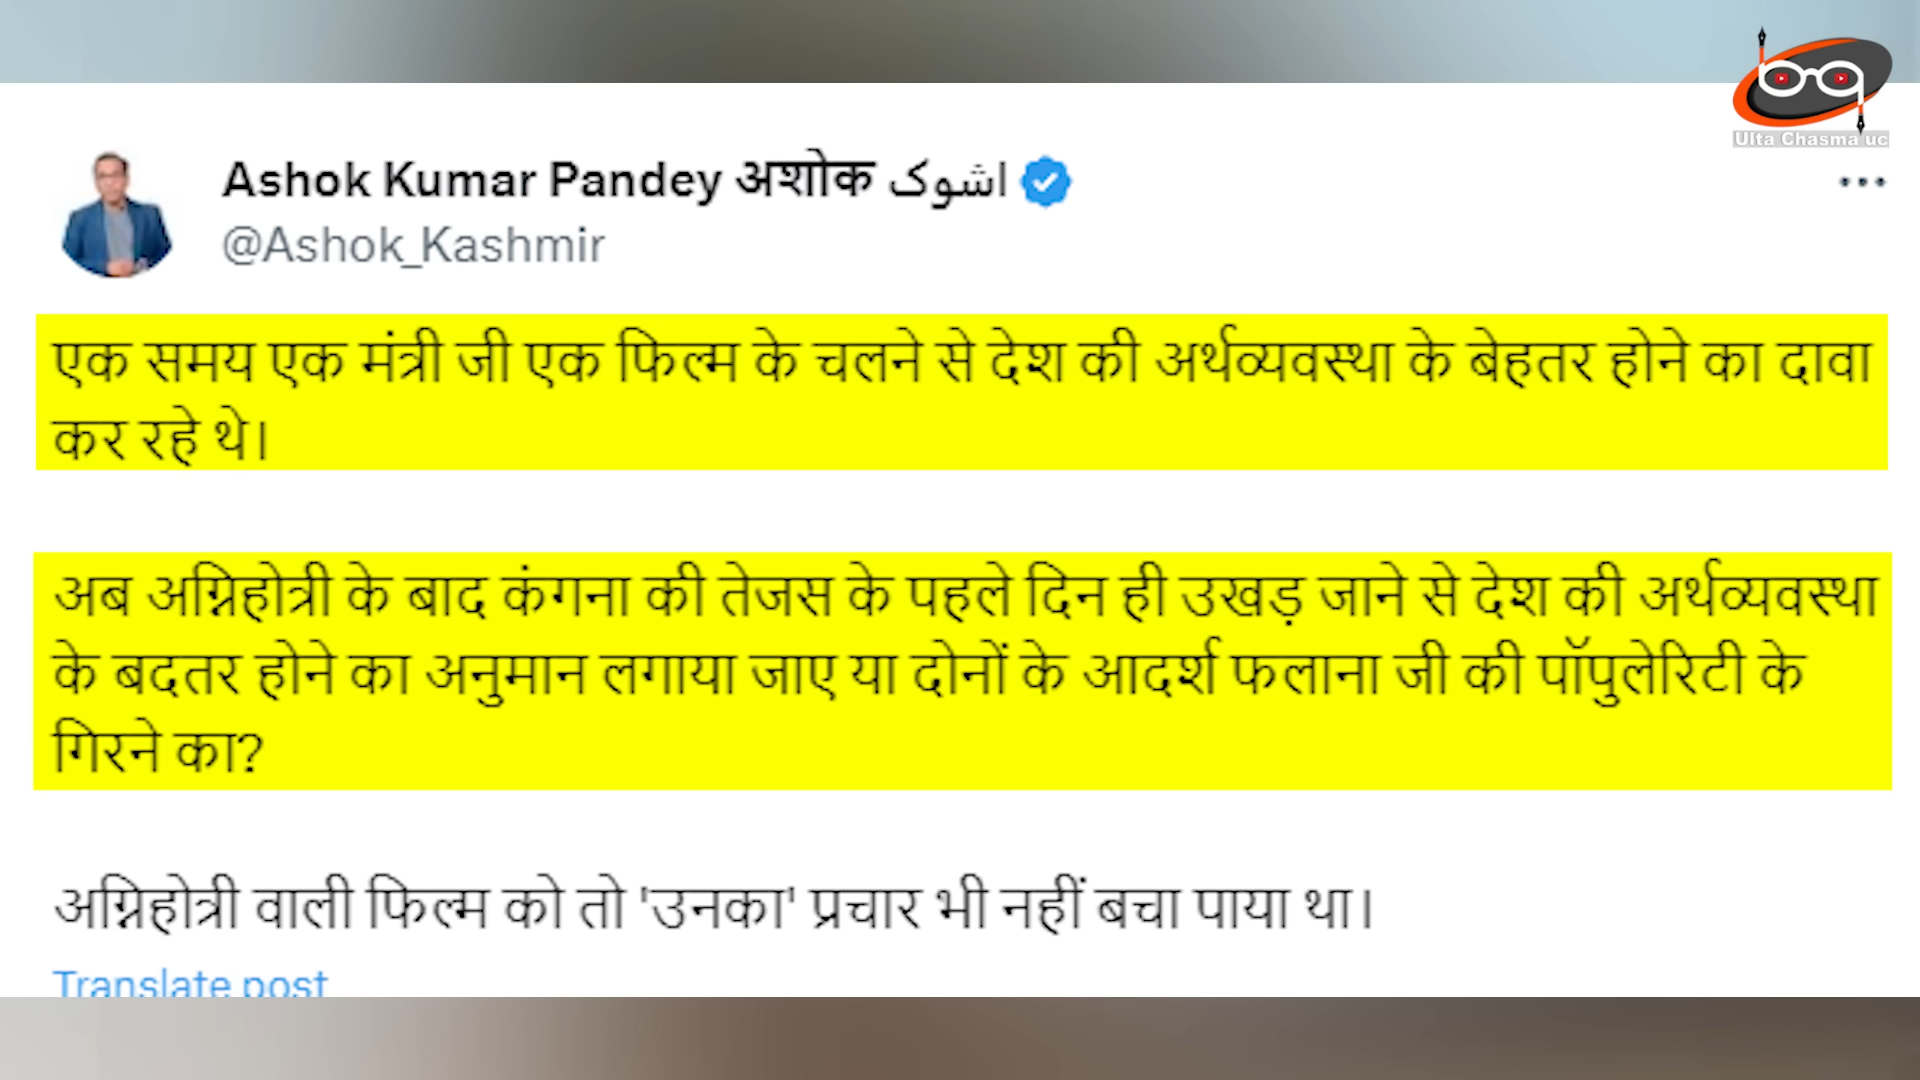 Ulta Chasma uc
Ashok Kumar Pandey अशोक اشوک
@Ashok_Kashmir
एक समय एक मंत्री जी एक फिल्म के चलने से देश की अर्थव्यवस्था के बेहतर होने का दावा
कर रहे थे।
अब अग्निहोत्री के बाद कंगना की तेजस के पहले दिन ही उखड़ जाने से देश की अर्थव्यवस्था
के बदतर होने का अनुमान लगाया जाए या दोनों के आदर्श फलाना जी की पॉपुलेरिटी के
गिरने का?
अग्निहोत्री वाली फिल्म को तो 'उनका' प्रचार भी नहीं बचा पाया था।
Translate post